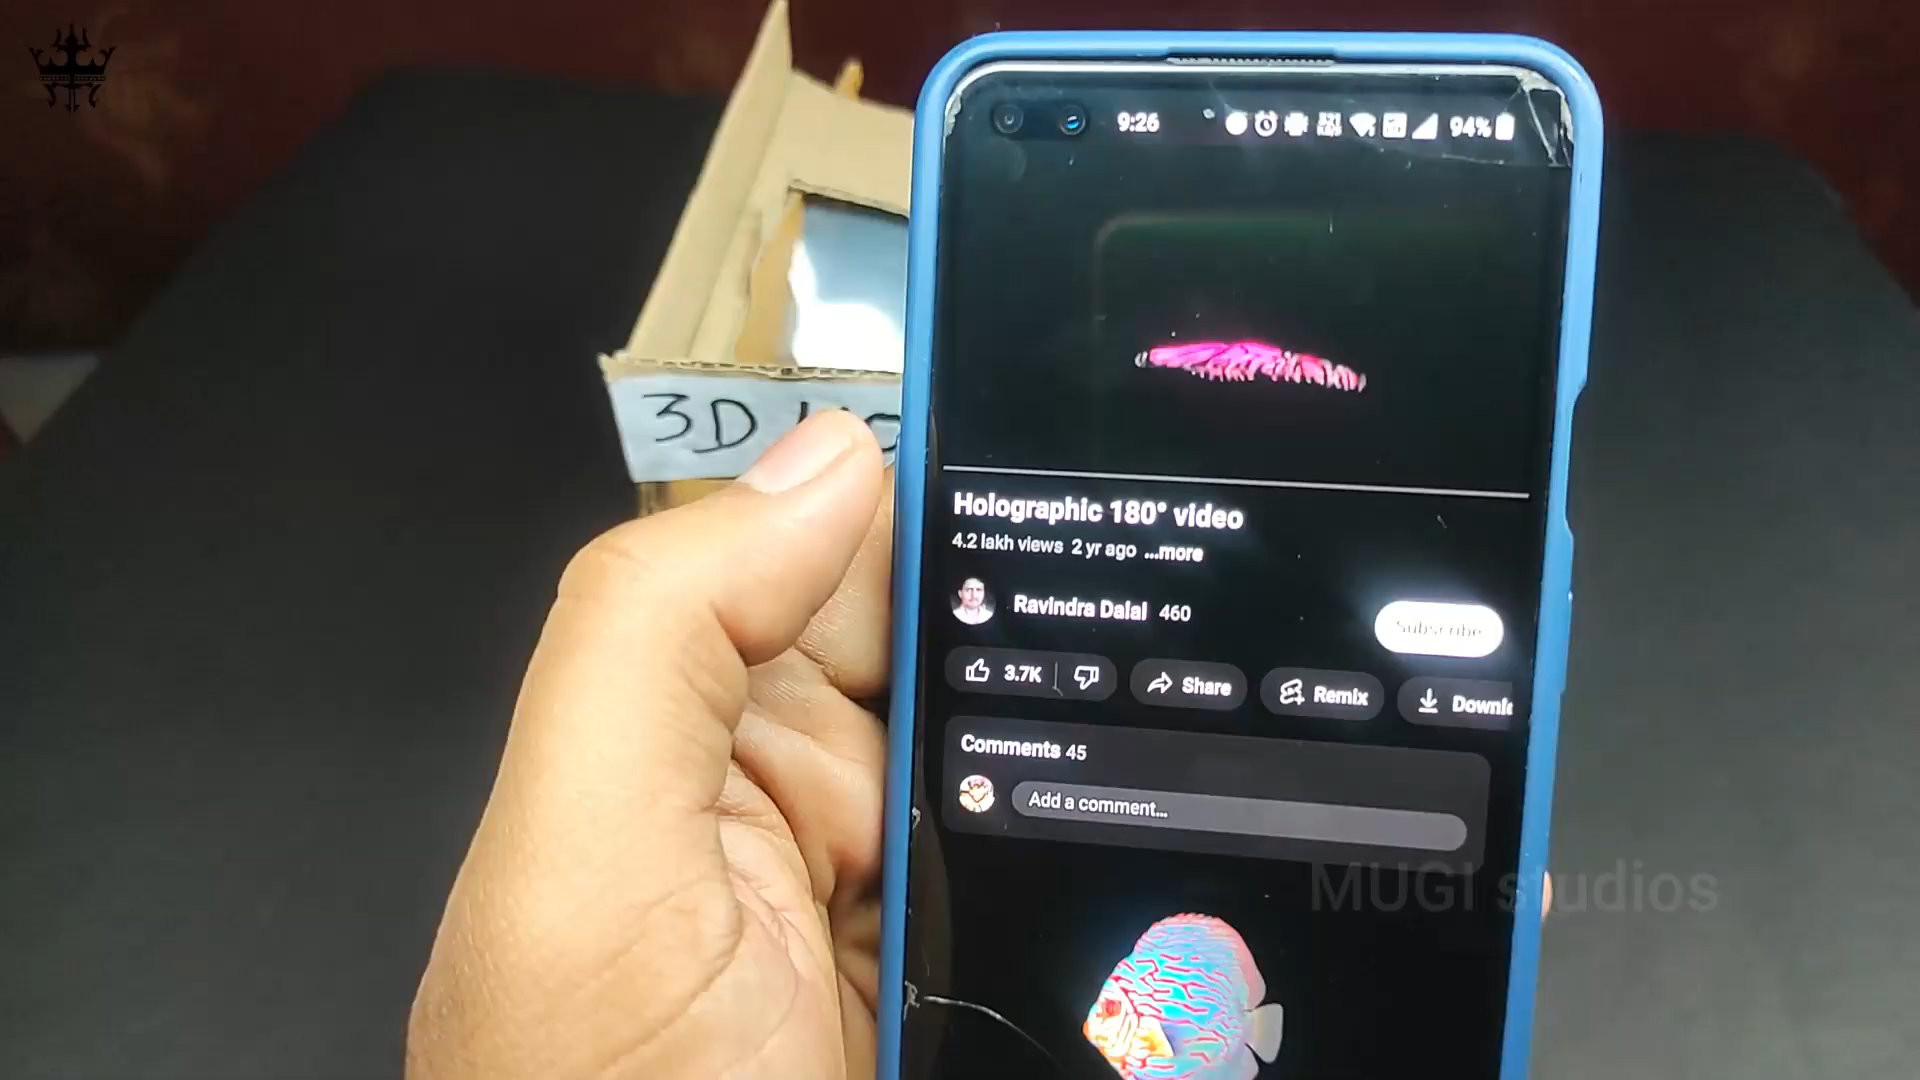 9:26
94%
3D
Holographic 180° video
4.2 lakh views 2 yr ago ...more
Ravindra Dalal 460
Subscribe
3.7K
Share
Remix
Downl
Comments 45
Add a comment...
MUGI studios